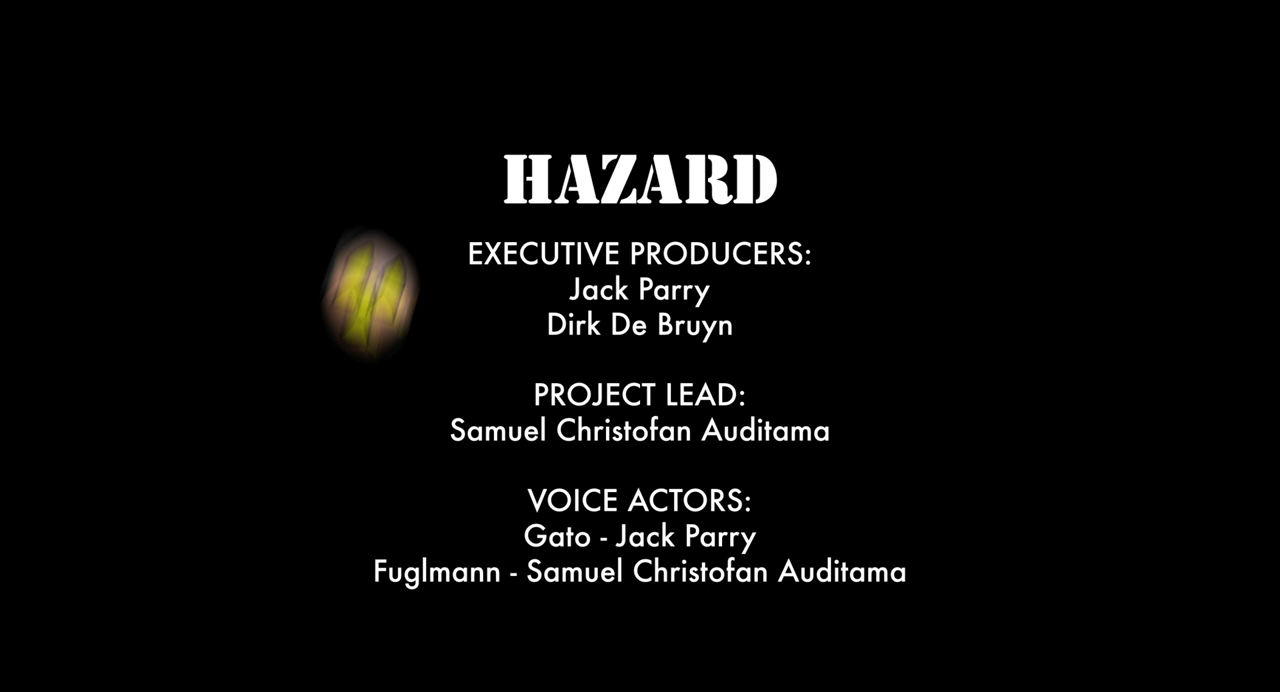 HAZARD
EXECUTIVE PRODUCERS:
Jack Parry
Dirk De Bruyn
PROJECT LEAD:
Samuel Christofan Auditama
VOICE ACTORS:
Gato - Jack Parry
Fuglmann - Samuel Christofan Auditama